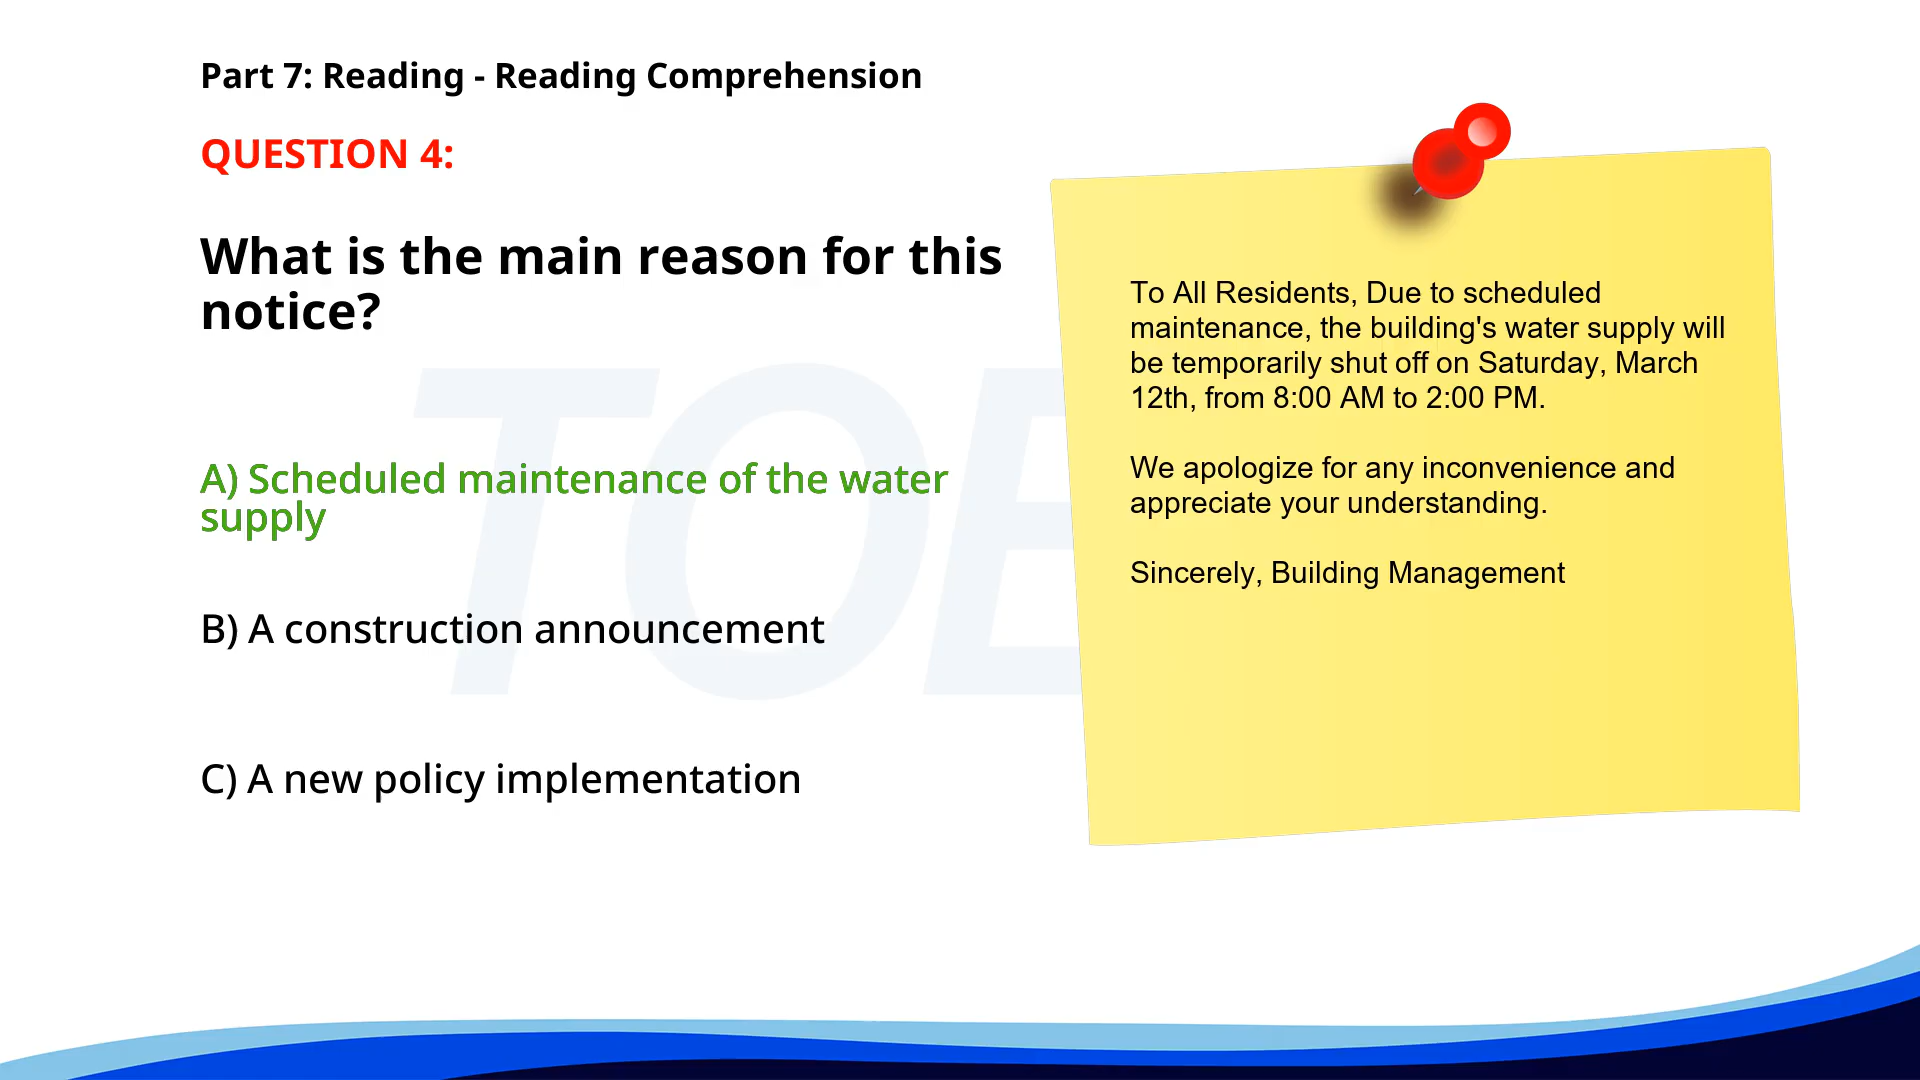 Part 7: Reading - Reading Comprehension
QUESTION 4:
What is the main reason for this
notice?
A) Scheduled maintenance of the water
supply
B) A construction announcement
C) A new policy implementation
To All Residents, Due to scheduled
maintenance, the building's water supply will
be temporarily shut off on Saturday, March
12th, from 8:00 AM to 2:00 PM.
We apologize for any inconvenience and
appreciate your understanding.
Sincerely, Building Management
TOE